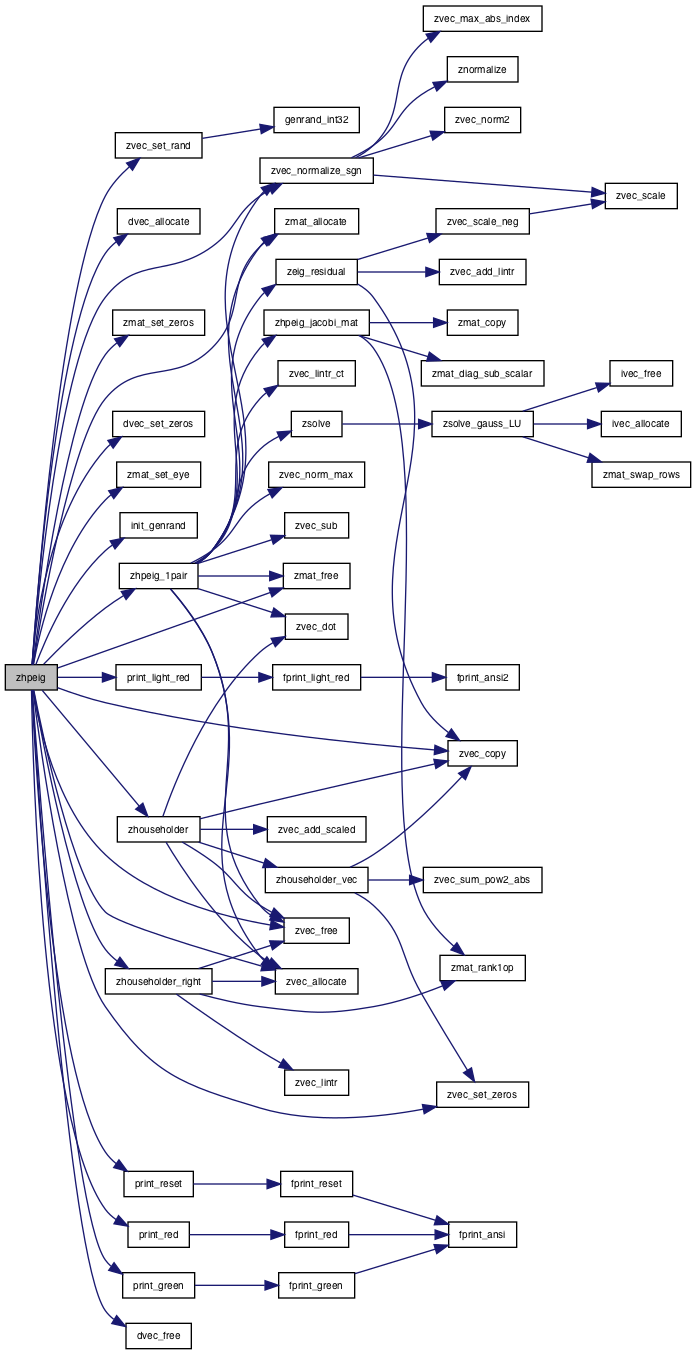 zvec_max_abs_index
znormalize
genrand_int32
zvec_norm2
zvec_set_rand
zvec_normalize_sgn
zvec_scale
dvec_allocate
zmat_allocate
zvec_scale_neg
zeig_residual
zvec_add_lintr
zmat_set_zeros
zhpeig_jacobi_mat
zmat_copy
zvec_lintr_ct
zmat_diag_sub_scalar
ivec_free
dvec_set_zeros
zsolve
zsolve_gauss_LU
ivec_allocate
zmat_set_eye
zvec_norm_max
zmat_swap_rows
init_genrand
zvec_sub
zhpeig_1pair
zmat_free
zvec_dot
zhpeig
print_light_red
fprint_light_red
fprint_ansi2
zvec_copy
zhouseholder
zvec_add_scaled
zhouseholder_vec
zvec_sum_pow2_abs
zvec_free
zmat_rank1op
zhouseholder_right
zvec_allocate
zvec_lintr
zvec_set_zeros
print_reset
fprint_reset
print_red
fprint_red
fprint_ansi
print_green
fprint_green
dvec_free